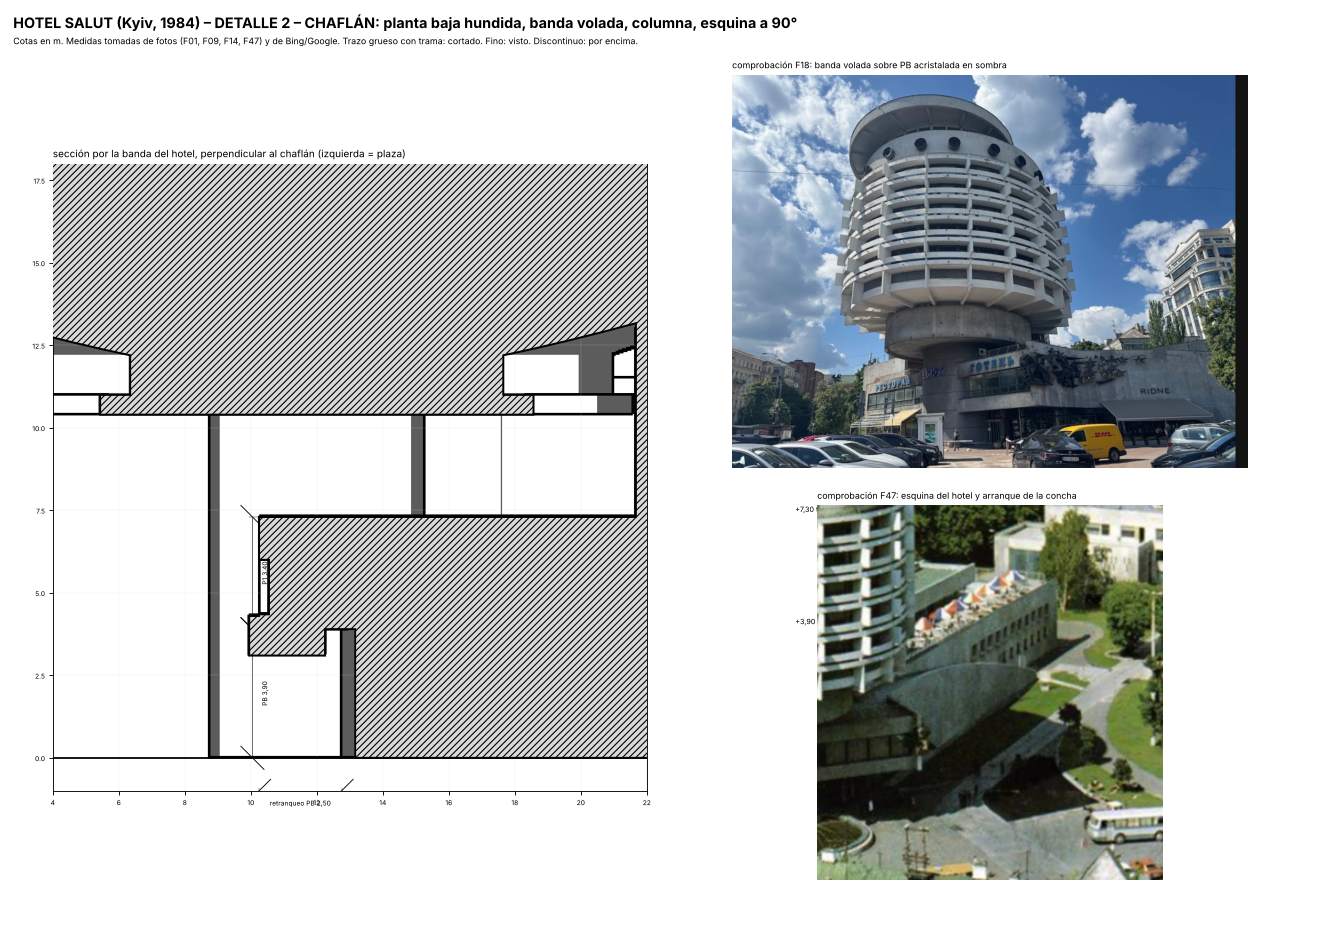 HOTEL SALUT (Kyiv, 1984) – DETALLE 2 – CHAFLÁN: planta baja hundida, banda volada, columna, esquina a 90°
Cotas en m. Medidas tomadas de fotos (F01, F09, F14, F47) y de Bing/Google. Trazo grueso con trama: cortado. Fino: visto. Discontinuo: por encima.
sección por la banda del hotel, perpendicular al chaflán (izquierda = plaza)
17.5
15.0
12.5
10.0
7.5
5.0
2.5
0.0
P1 3,40
PB 3,90
4
6
8
10
12
14
16
18
20
22
retranqueo PB 2,50
comprobación F18: banda volada sobre PB acristalada en sombra
РЕСТОРАН
ГОТЕЛЬ
RIONE
DHL
comprobación F47: esquina del hotel y arranque de la concha
+7,30
+3,90